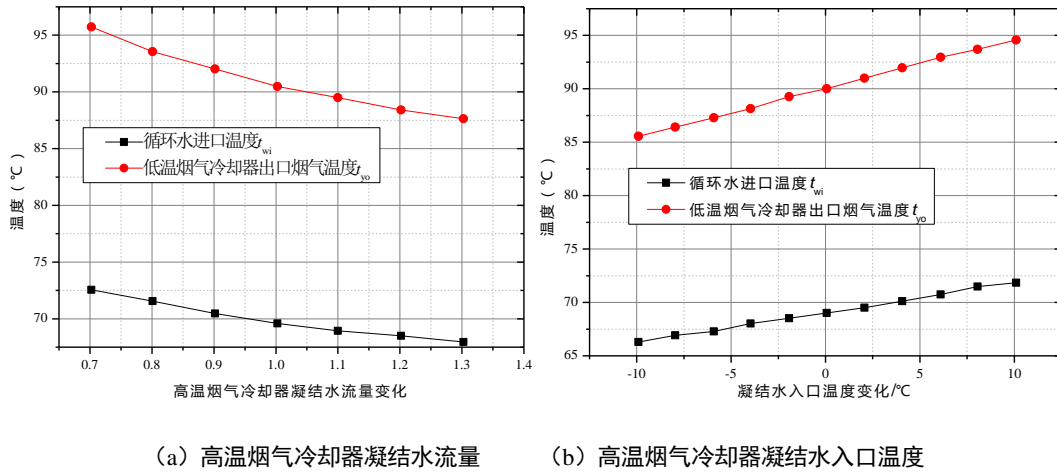 95
90
85
80
75
70
温度（℃）
循环水进口温度twi
低温烟气冷却器出口烟气温度tyo
0.7 0.8 0.9 1.0 1.1 1.2 1.3 1.4
高温烟气冷却器凝结水流量变化
95
90
85
80
75
70
65
温度（℃）
循环水进口温度twi
低温烟气冷却器出口烟气温度tyo
-10 -5 0 5 10
凝结水入口温度变化/℃
（a）高温烟气冷却器凝结水流量
（b）高温烟气冷却器凝结水入口温度